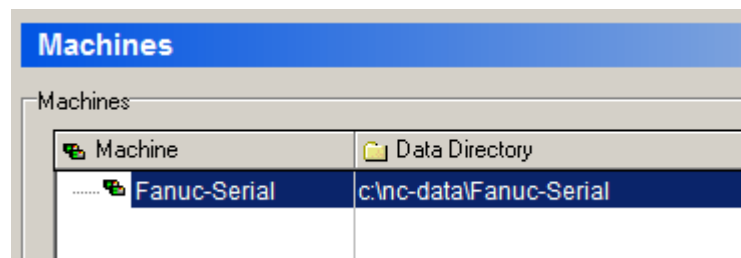 Machines
Machines
Machine Data Directory
Fanuc-Serial c:\nc-data\Fanuc-Serial